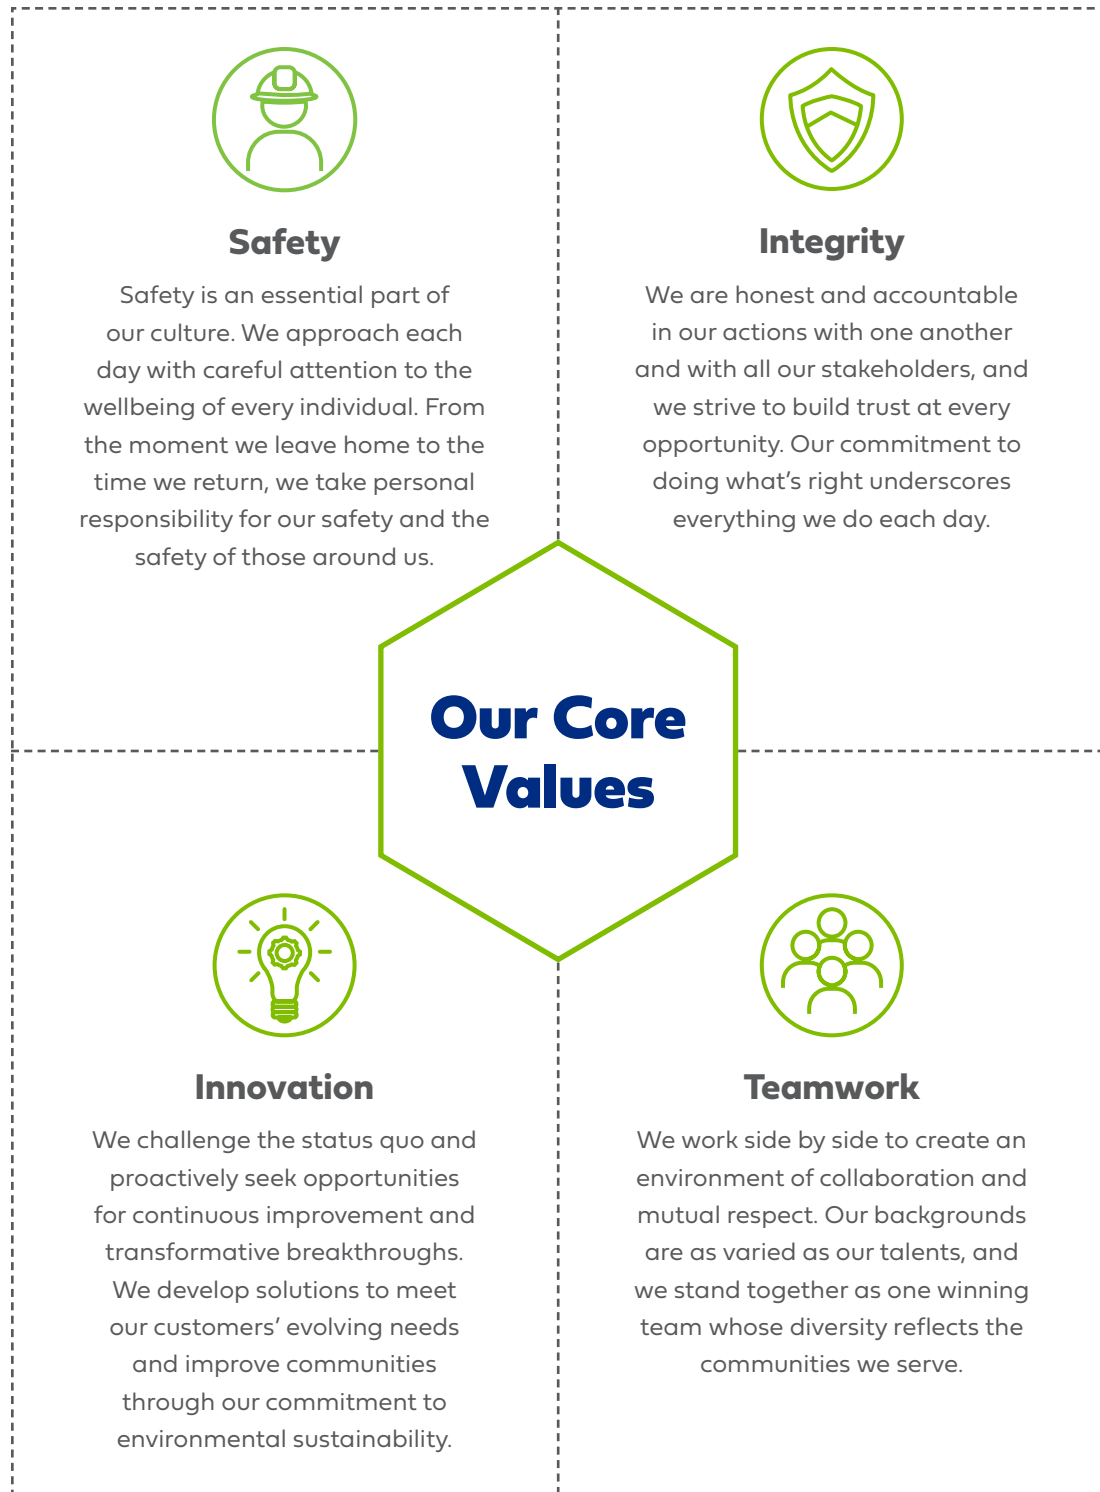 Safety
Safety is an essential part of
our culture. We approach each
day with careful attention to the
wellbeing of every individual. From
the moment we leave home to the
time we return, we take personal
responsibility for our safety and the
safety of those around us.
Integrity
We are honest and accountable
in our actions with one another
and with all our stakeholders, and
we strive to build trust at every
opportunity. Our commitment to
doing what’s right underscores
everything we do each day.
Our Core
Values
Innovation
We challenge the status quo and
proactively seek opportunities
for continuous improvement and
transformative breakthroughs.
We develop solutions to meet
our customers’ evolving needs
and improve communities
through our commitment to
environmental sustainability.
Teamwork
We work side by side to create an
environment of collaboration and
mutual respect. Our backgrounds
are as varied as our talents, and
we stand together as one winning
team whose diversity reflects the
communities we serve.